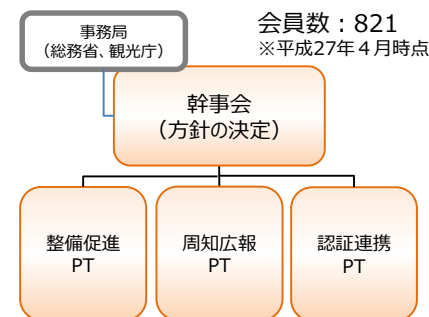 事務局
（総務省、観光庁）
会員数：821
※平成27年４月時点
幹事会
（方針の決定）
整備促進
PT
周知広報
PT
認証連携
PT